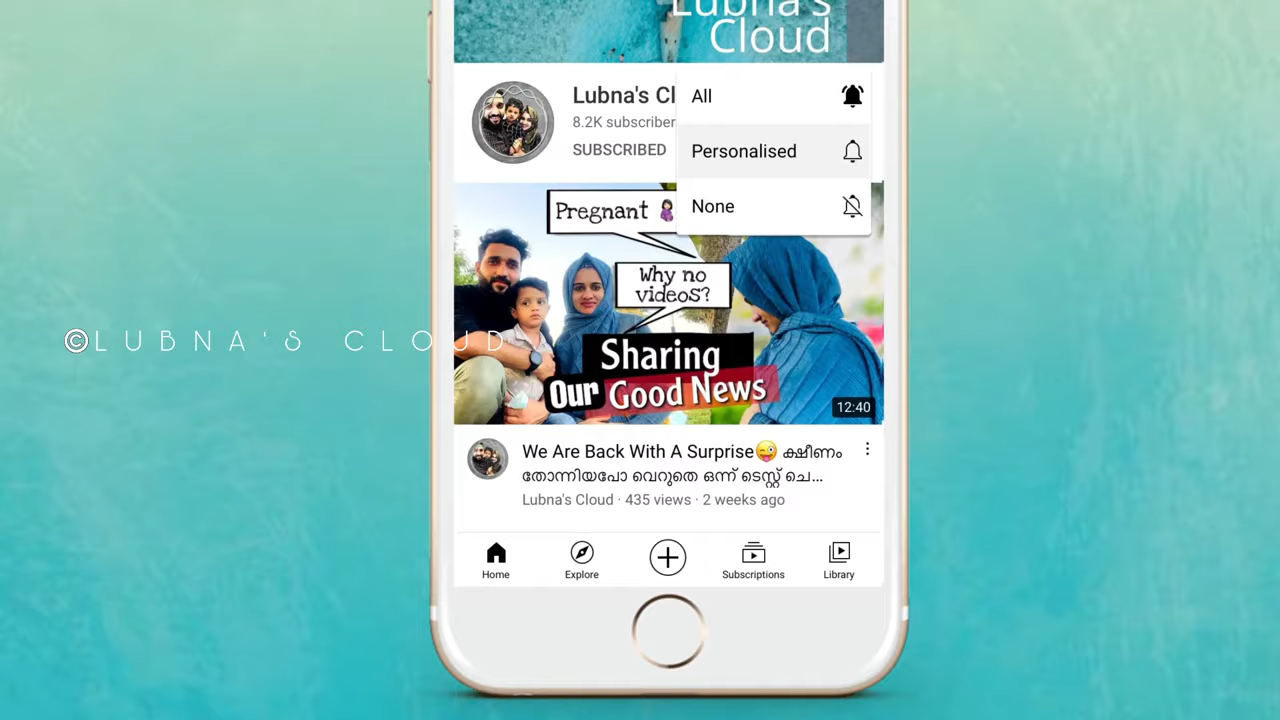 Lubna's
Cloud
Lubna's Cl
8.2K subscriber
SUBSCRIBED
All
Personalised
None
Pregnant
Why no
videos?
Sharing
Our Good News
12:40
©LUBNA'S CLOUD
We Are Back With A Surprise😜 ക്ഷീണം
തോന്നിയപോ വെറുതെ ഒന്ന് ടെസ്റ്റ് ചെ...
Lubna's Cloud · 435 views · 2 weeks ago
Home
Explore
Subscriptions
Library